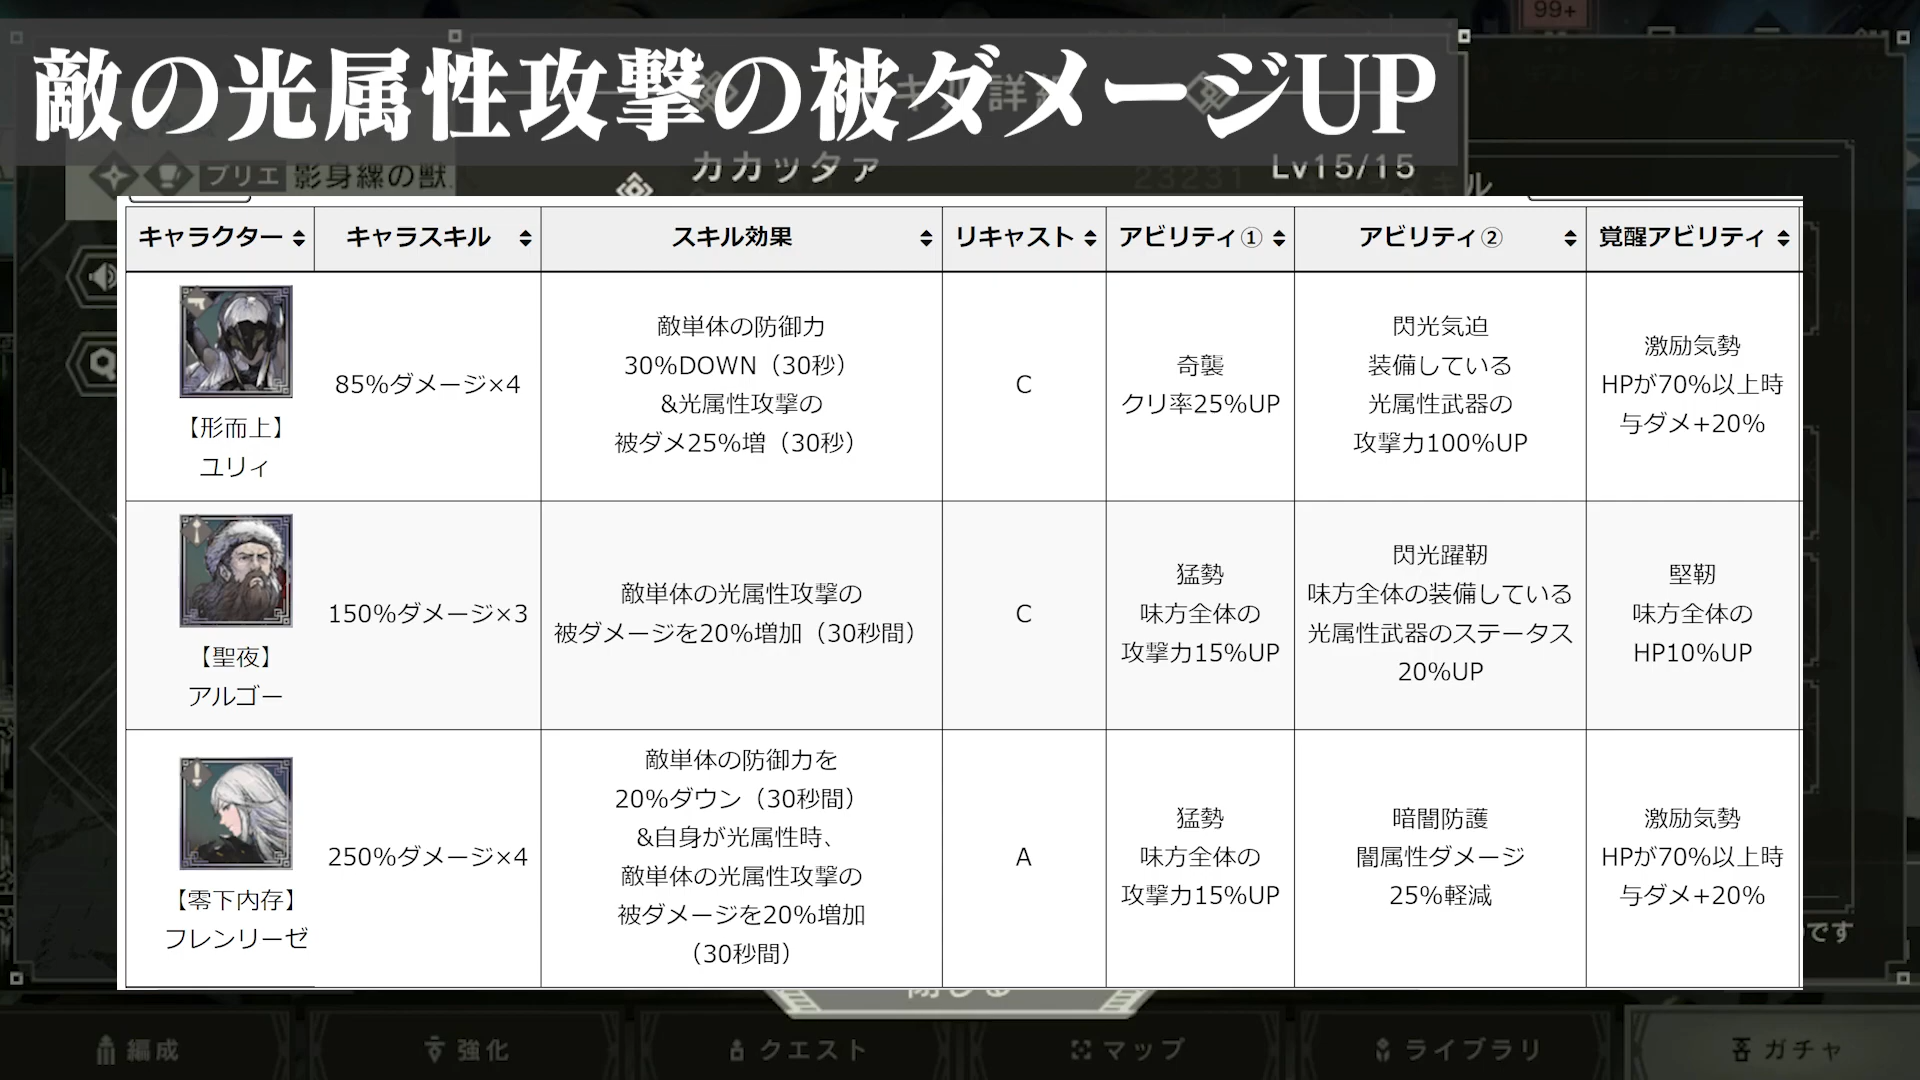 99+
敵の光属性攻撃の被ダメージUP
ブリエ 影身縲の獣
カカッタァ
23231
Lv15/15
キャラクター キャラスキル スキル効果 リキャスト アビリティ① アビリティ② 覚醒アビリティ
【形而上】
ユリィ
85%ダメージ×4
敵単体の防御力
30%DOWN（30秒）
&光属性攻撃の
被ダメ25%増（30秒）
C
奇襲
クリ率25%UP
閃光気迫
装備している
光属性武器の
攻撃力100%UP
激励気勢
HPが70%以上時
与ダメ+20%
【聖夜】
アルゴー
150%ダメージ×3
敵単体の光属性攻撃の
被ダメージを20%増加（30秒間）
C
猛勢
味方全体の
攻撃力15%UP
閃光躍靭
味方全体の装備している
光属性武器のステータス
20%UP
堅靭
味方全体の
HP10%UP
【零下内存】
フレンリーゼ
250%ダメージ×4
敵単体の防御力を
20%ダウン（30秒間）
&自身が光属性時、
敵単体の光属性攻撃の
被ダメージを20%増加
（30秒間）
A
猛勢
味方全体の
攻撃力15%UP
暗闇防護
闇属性ダメージ
25%軽減
激励気勢
HPが70%以上時
与ダメ+20%
です
編成 強化 クエスト マップ ライブラリ ガチャ